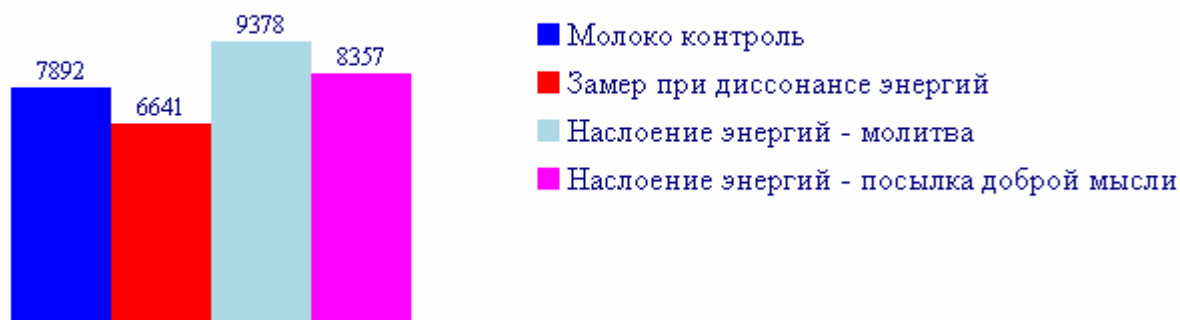 9378
7892
8357
6641
Молоко контроль
Замер при диссонансе энергий
Наслоение энергий - молитва
Наслоение энергий - посылка доброй мысли